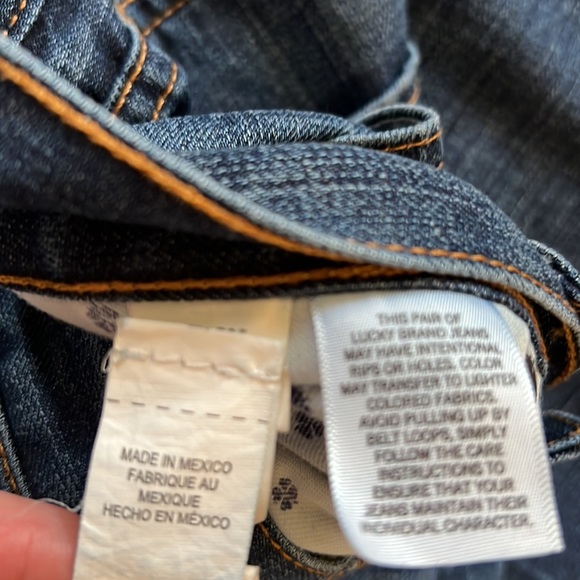 MADE IN MEXICO
FABRIQUE AU
MEXIQUE
HECHO EN MÉXICO
THIS PAIR OF
LUCKY BRAND JEANS
MAY HAVE INTENTIONAL
RIPS OR HOLES. COLOR
MAY TRANSFER TO LIGHTER
COLORED FABRICS.
AVOID PULLING UP BY
BELT LOOPS, SIMPLY
FOLLOW THE CARE
INSTRUCTIONS TO
ENSURE THAT YOUR
JEANS MAINTAIN THEIR
INDIVIDUAL CHARACTER.